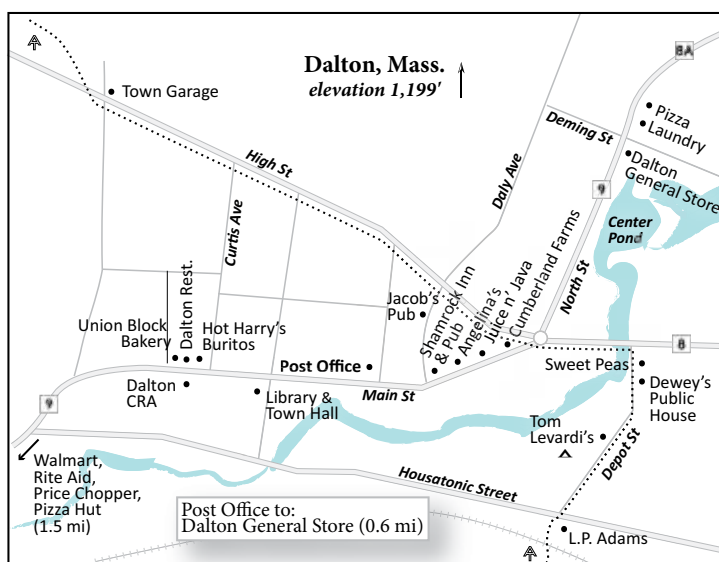 Dalton, Mass.
elevation 1,199'
8A
Town Garage
Pizza
Laundry
Deming St
Dalton
General Store
High St
Daly Ave
9
Center
Pond
Curtis Ave
North St
Jacob's
Pub
Shamrock Inn
& Pub
Angelina's
Juice n' Java
Cumberland Farms
Union Block
Bakery
Dalton Rest.
Hot Harry's
Buritos
Post Office
8
Sweet Peas
Dewey's
Public
House
Main St
Dalton
CRA
Library &
Town Hall
9
Tom
Levardi's
Depot St
Walmart,
Rite Aid,
Price Chopper,
Pizza Hut
(1.5 mi)
Housatonic Street
Post Office to:
Dalton General Store (0.6 mi)
L.P. Adams